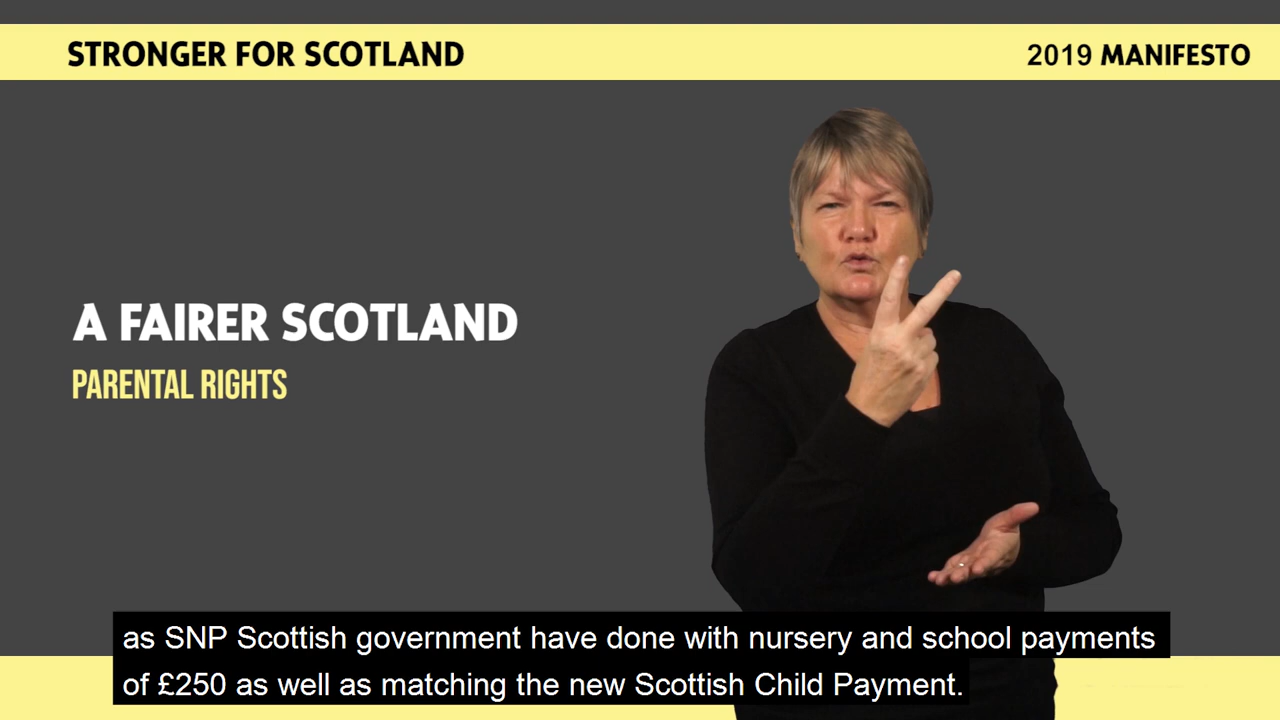 STRONGER FOR SCOTLAND
2019 MANIFESTO
A FAIRER SCOTLAND
PARENTAL RIGHTS
as SNP Scottish government have done with nursery and school payments
of £250 as well as matching the new Scottish Child Payment.